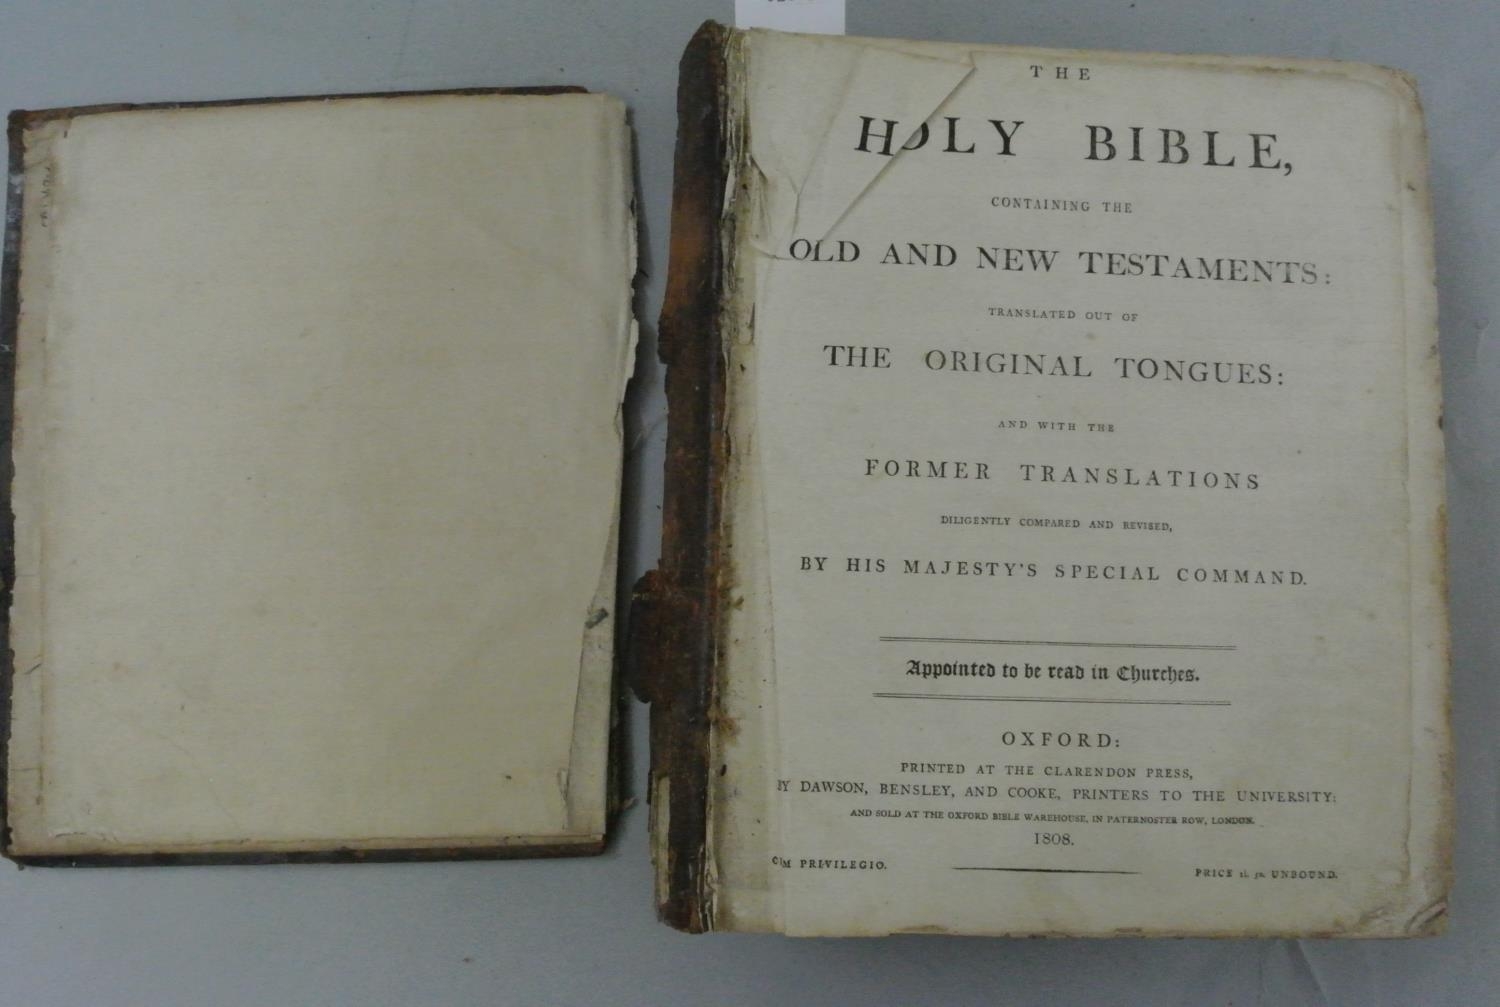 THE
HOLY BIBLE,
CONTAINING THE
OLD AND NEW TESTAMENTS:
TRANSLATED OUT OF
THE ORIGINAL TONGUES:
AND WITH THE
FORMER TRANSLATIONS
DILIGENTLY COMPARED AND REVISED,
BY HIS MAJESTY'S SPECIAL COMMAND.
Appointed to be read in Churches.
OXFORD:
PRINTED AT THE CLARENDON PRESS,
BY DAWSON, BENSLEY, AND COOKE, PRINTERS TO THE UNIVERSITY;
AND SOLD AT THE OXFORD BIBLE WAREHOUSE, IN PATERNOSTER ROW, LONDON.
1808.
CUM PRIVILEGIO.
PRICE 1l. 5s. UNBOUND.